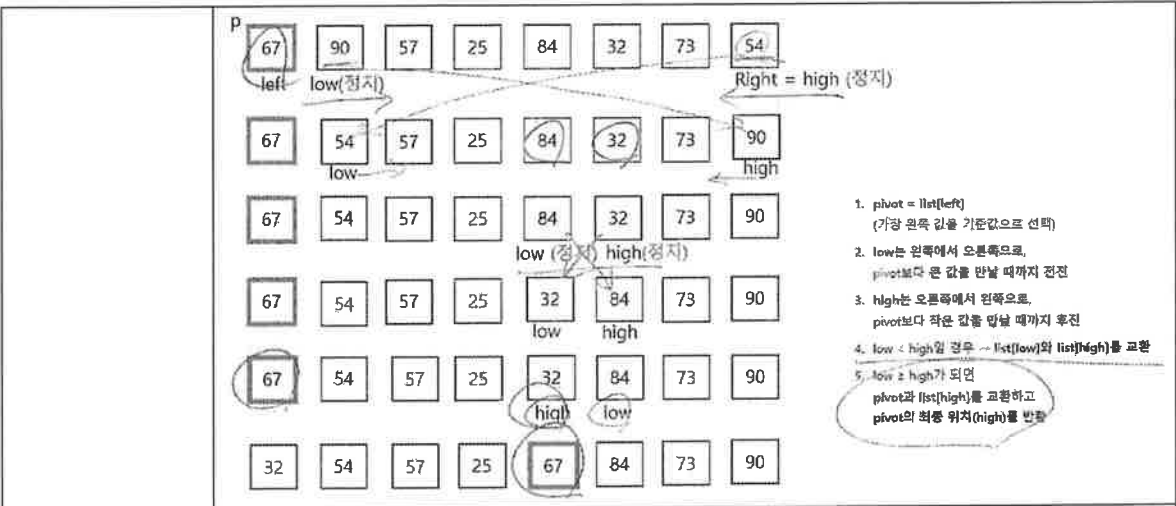 p
67 90 57 25 84 32 73 54
left low(정지) Right = high (정지)
67 54 57 25 84 32 73 90
low high
67 54 57 25 84 32 73 90
low (정지) high(정지)
67 54 57 25 32 84 73 90
low high
67 54 57 25 32 84 73 90
high low
32 54 57 25 67 84 73 90
1. pivot = list[left]
(가장 왼쪽 값을 기준값으로 선택)
2. low는 왼쪽에서 오른쪽으로,
pivot보다 큰 값을 만날 때까지 전진
3. high는 오른쪽에서 왼쪽으로,
pivot보다 작은 값을 만날 때까지 후진
4. low < high일 경우 → list[low]와 list[high]를 교환
5. low ≥ high가 되면
pivot과 list[high]를 교환하고
pivot의 최종 위치(high)를 반환